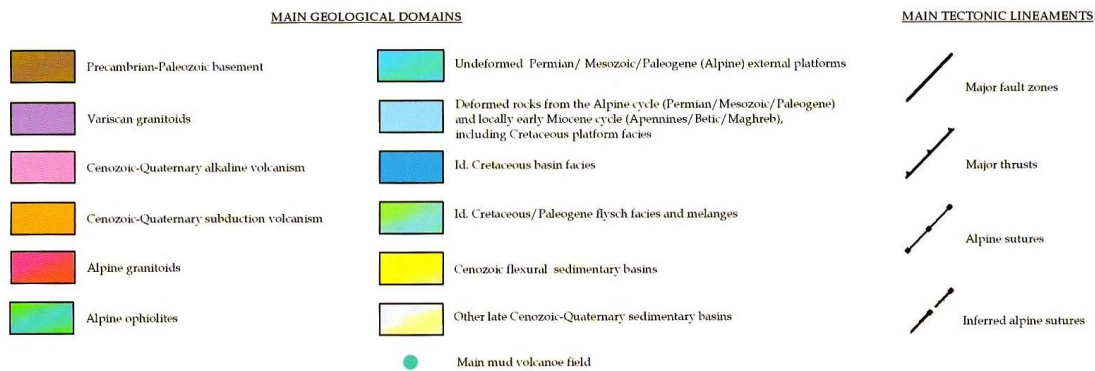 MAIN GEOLOGICAL DOMAINS
Precambrian-Paleozoic basement
Variscan granitoids
Cenozoic-Quaternary alkaline volcanism
Cenozoic-Quaternary subduction volcanism
Alpine granitoids
Alpine ophiolites
Undeformed Permian/ Mesozoic/Paleogene (Alpine) external platforms
Deformed rocks from the Alpine cycle (Permian/Mesozoic/Paleogene)
and locally early Miocene cycle (Apennines/Betic/Maghreb),
including Cretaceous platform facies
Id. Cretaceous basin facies
Id. Cretaceous/Paleogene flysch facies and melanges
Cenozoic flexural sedimentary basins
Other late Cenozoic-Quaternary sedimentary basins
Main mud volcanoe field
MAIN TECTONIC LINEAMENTS
Major fault zones
Major thrusts
Alpine sutures
Inferred alpine sutures